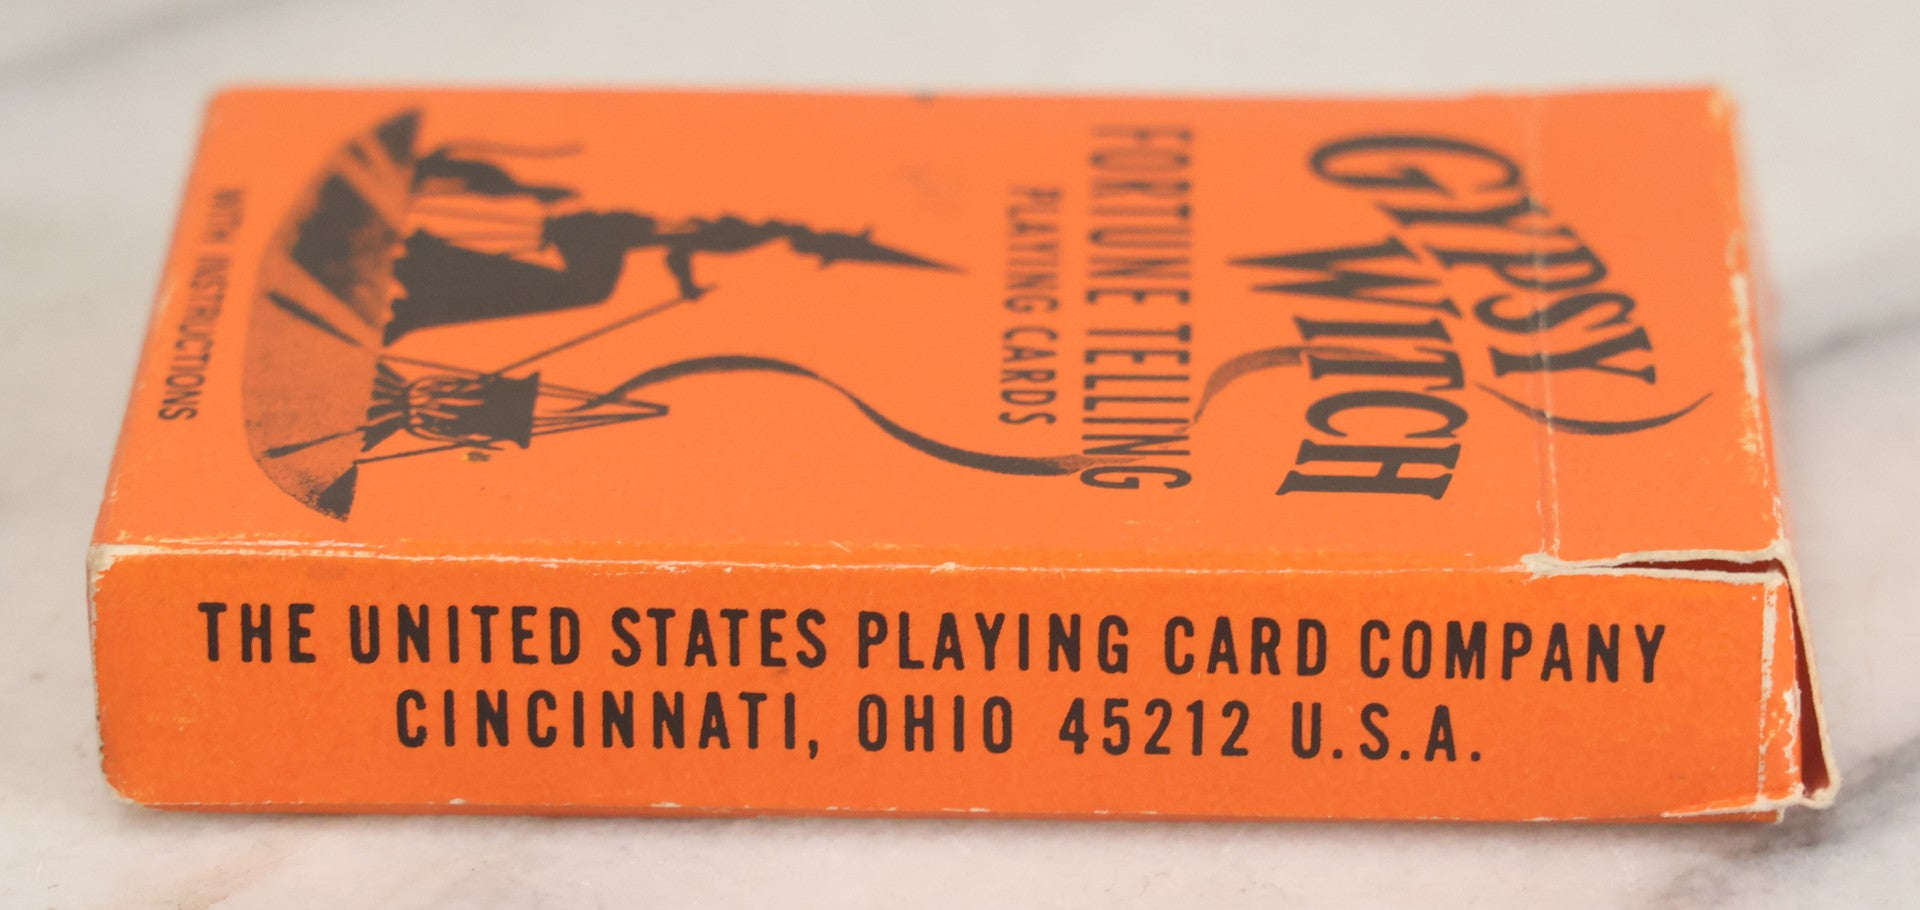 GYPSY
WITCH
FORTUNE TELLING
PLAYING CARDS
WITH INSTRUCTIONS
THE UNITED STATES PLAYING CARD COMPANY
CINCINNATI, OHIO 45212 U.S.A.